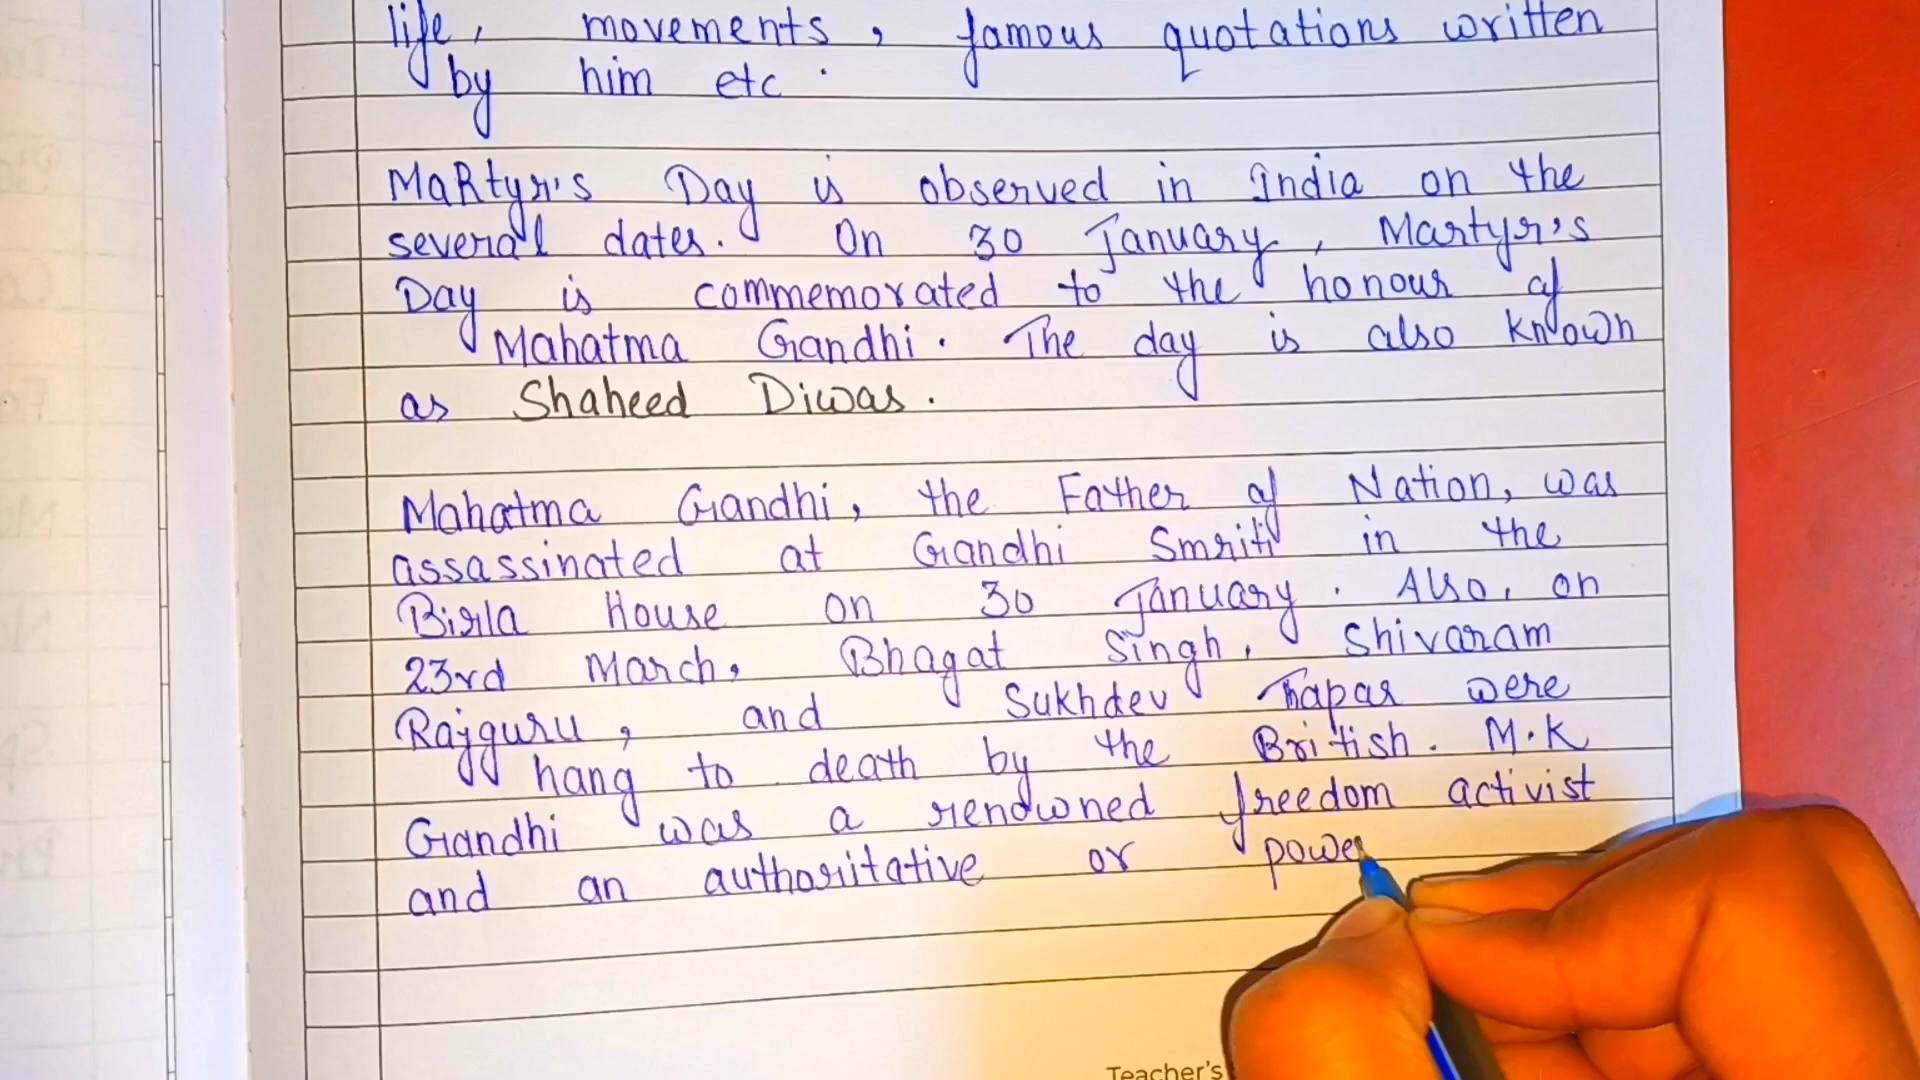 life, movements, famous quotations written
by him etc.
MaRtyr's Day is observed in India on the
several dates. On 30 January, Martyr's
Day is commemorated to the honour of
Mahatma Gandhi. The day is also known
as Shaheed Diwas.
Mahatma Gandhi, the Father of Nation, was
assassinated at Gandhi Smriti in the
Birla House on 30 January. Also, on
23rd March, Bhagat Singh, Shivaram
Rajguru, and Sukhdev Thapar were
hang to death by the British. M.K
Gandhi was a renowned freedom activist
and an authoritative or power
Teacher's